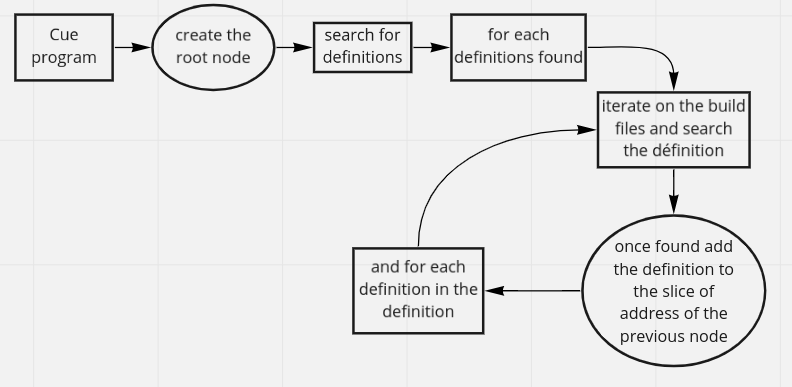 Cue
program
create the
root node
search for
definitions
for each
definitions found
iterate on the build
files and search
the définition
once found add
the definition to
the slice of
address of the
previous node
and for each
definition in the
definition